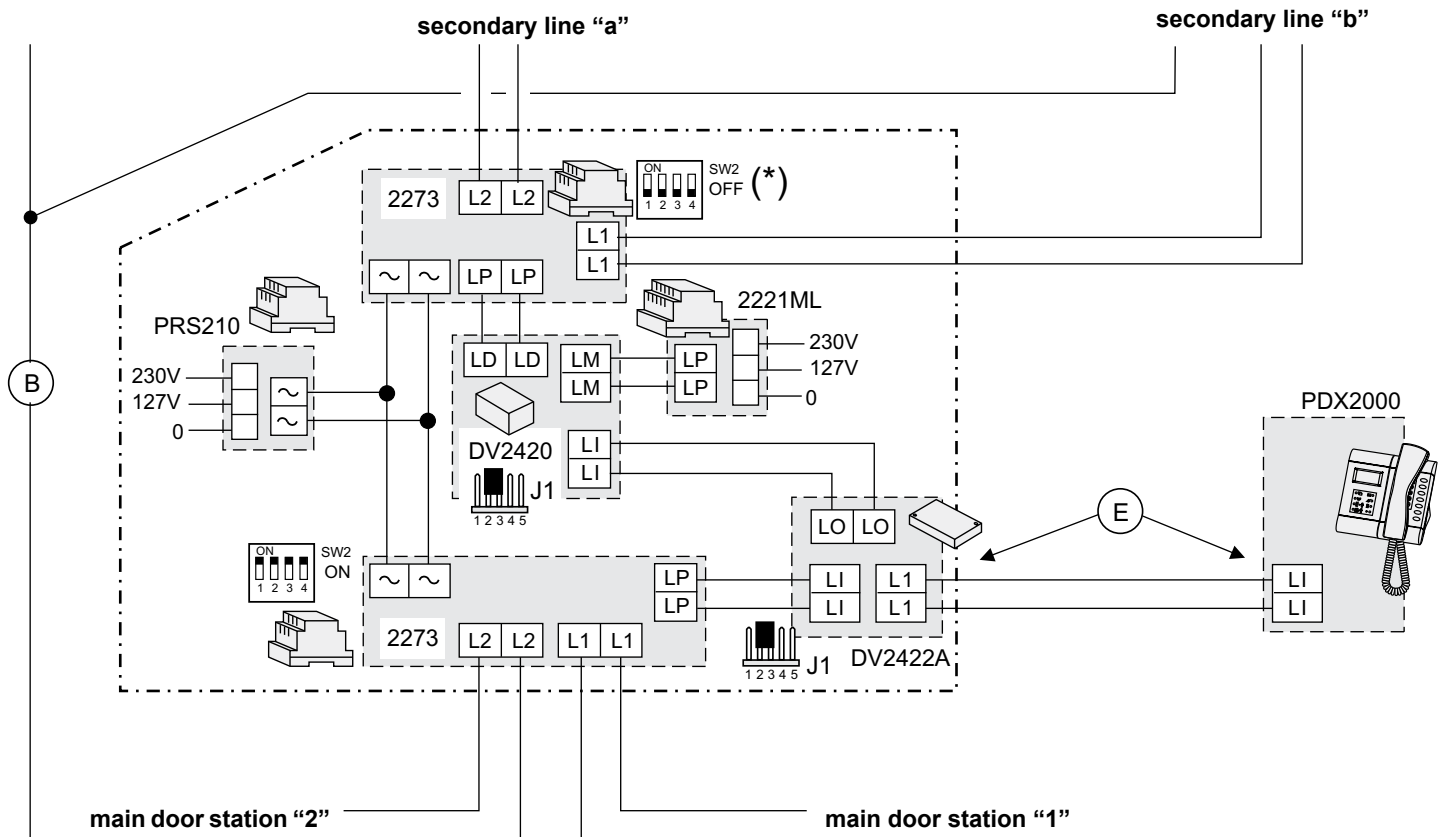 secondary line “a”
secondary line “b”
2273
L2 L2
ON
1 2 3 4
SW2
OFF (*)
L1
L1
~ ~
LP LP
PRS210
230V
127V
0
~
~
2221ML
LP
LP
230V
127V
0
LD LD
LM
LM
DV2420
LI
LI
J1
1 2 3 4 5
B
PDX2000
LI
LI
E
LO LO
LI
LI
L1
L1
DV2422A
J1
1 2 3 4 5
ON
1 2 3 4
SW2
ON
~ ~
LP
LP
2273
L2 L2
L1 L1
main door station “2”
main door station “1”